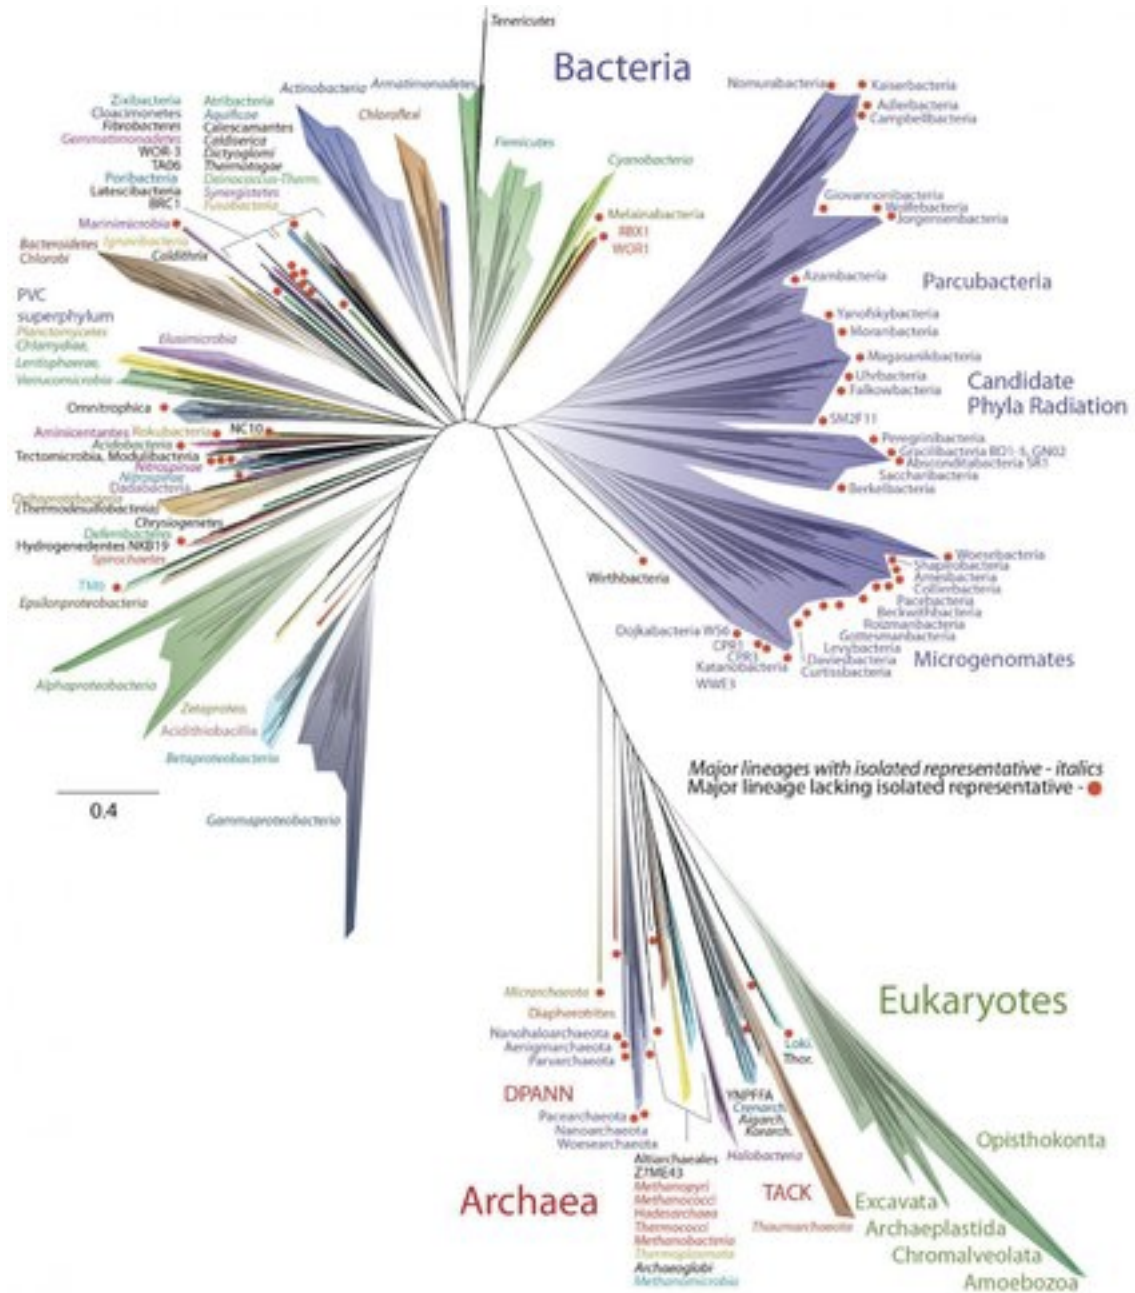 Tenericutes
Bacteria
Actinobacteria
Armatimonadetes
Nomurabacteria
Kaiserbacteria
Zixibacteria
Atribacteria
Adlerbacteria
Cloacimonetes
Aquificae
Chloroflexi
Campbellbacteria
Fibrobacteres
Calescamantes
Gemmatimonadetes
Caldiserica
Firmicutes
WOR-3
Dictyoglomi
Cyanobacteria
TA06
Thermotogae
Poribacteria
Deinococcus-Therm.
Latescibacteria
Synergistetes
Giovannonibacteria
BRC1
Fusobacteria
Wolfebacteria
Jorgensenbacteria
Melainabacteria
Marinimicrobia
RBX1
WOR1
Bacteroidetes
Ignavibacteria
Chlorobi
Caldithrix
Azambacteria
Parcubacteria
PVC
superphylum
Yanofskybacteria
Planctomycetes
Moranbacteria
Chlamydiae,
Elusimicrobia
Magasanikbacteria
Lentisphaerae,
Uhrbacteria
Candidate
Phyla Radiation
Verrucomicrobia
Falkowbacteria
Omnitrophica
SM2F11
Aminicentantes Rokubacteria
NC10
Peregrinibacteria
Acidobacteria
Gracilibacteria BD1-5, GN02
Tectomicrobia, Modulibacteria
Absconditabacteria SR1
Nitrospinae
Saccharibacteria
Nitrospirae
Dadabacteria
Berkelbacteria
Deltaproteobacteria
(Thermodesulfobacteria)
Chrysiogenetes
Deferribacteres
Hydrogenedentes NKB19
Woesebacteria
Spirochaetes
Shapirobacteria
Wirthbacteria
Amesbacteria
TM6
Collierbacteria
Epsilonproteobacteria
Pacebacteria
Beckwithbacteria
Roizmanbacteria
Dojkabacteria WS6
Gottesmanbacteria
CPR1
Levybacteria
CPR3
Daviesbacteria
Microgenomates
Katanobacteria
Curtissbacteria
WWE3
Alphaproteobacteria
Zetaproteo.
Acidithiobacillia
Betaproteobacteria
Major lineages with isolated representative - italics
Major lineage lacking isolated representative -
0.4
Gammaproteobacteria
Micrarchaeota
Eukaryotes
Diapherotrites
Nanohaloarchaeota
Aenigmarchaeota
Parvarchaeota
Loki.
Thor.
DPANN
YNPFFA
Crenarch.
Aigarch.
Korarch.
Pacearchaeota
Nanoarchaeota
Woesearchaeota
Opisthokonta
Halobacteria
Altiarchaeales
Z7ME43
Methanopyri
TACK
Methanococci
Excavata
Archaea
Hadesarchaea
Thermococci
Thaumarchaeota
Archaeplastida
Methanobacteria
Thermoplasmata
Chromalveolata
Archaeoglobi
Methanomicrobia
Amoebozoa